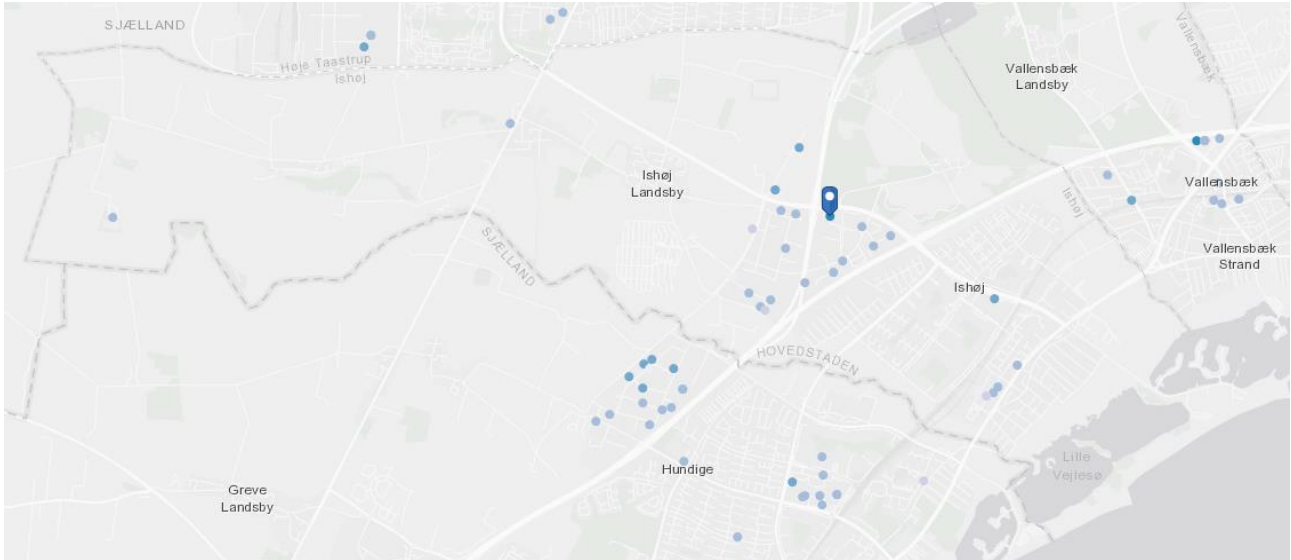 SJÆLLAND
Høje Taastrup
Ishøj
Vallensbæk
Vallensbæk
Landsby
Ishøj
Landsby
Ishøj
Vallensbæk
SJÆLLAND
Vallensbæk
Strand
Ishøj
HOVEDSTADEN
Lille
Vejlesø
Hundige
Greve
Landsby